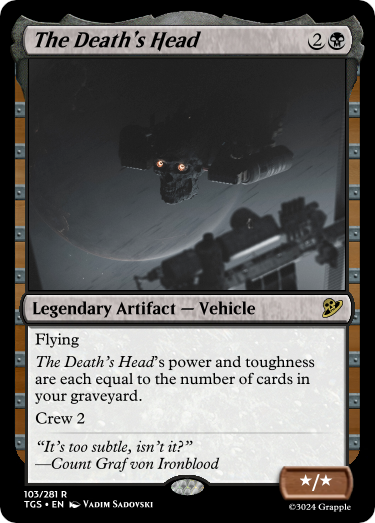 The Death's Head 2
Legendary Artifact — Vehicle
Flying
The Death's Head's power and toughness
are each equal to the number of cards in
your graveyard.
Crew 2
“It's too subtle, isn't it?”
—Count Graf von Ironblood
★/★
103/281 R
TGS • EN Vadim Sadovski
©3024 Grapple